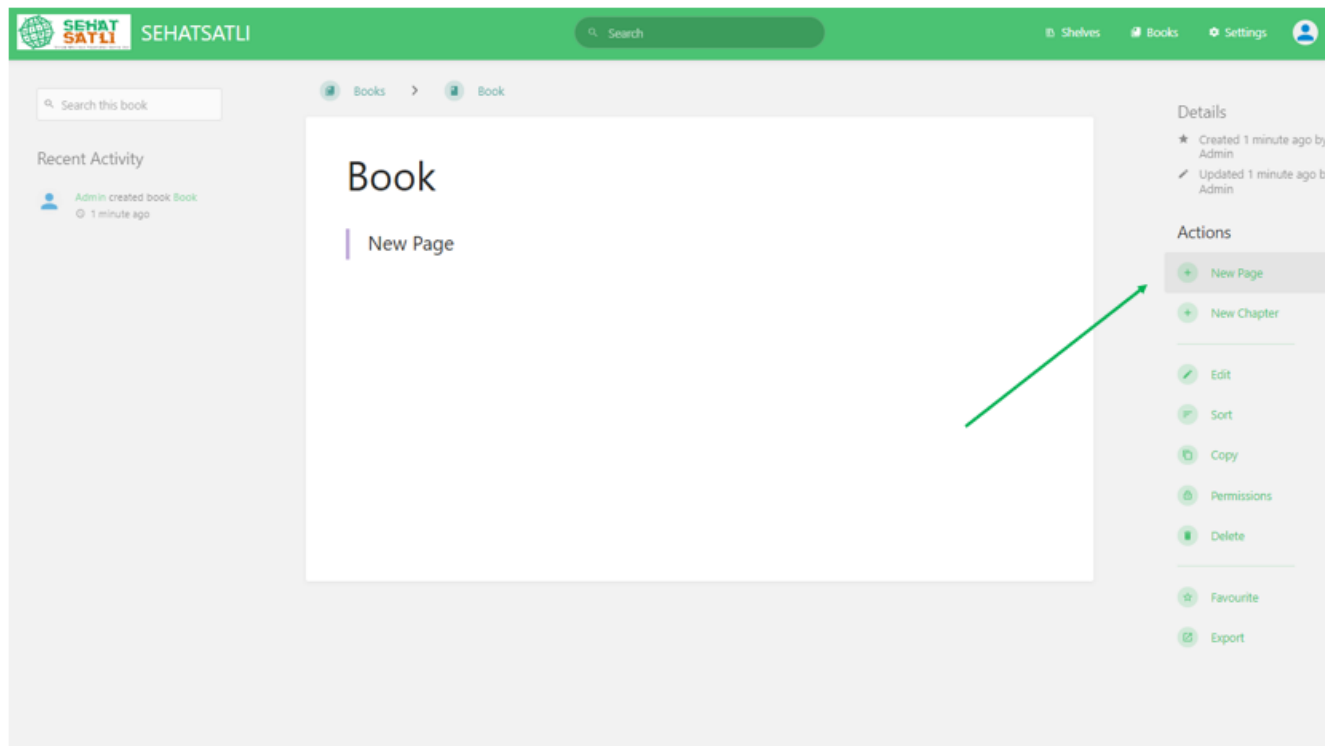 SEHAT
SATLI
SEHATSATLI
Search
Shelves
Books
Settings
Search this book
Recent Activity
Admin created book Book
1 minute ago
Books > Book
Book
New Page
Details
Created 1 minute ago by
Admin
Updated 1 minute ago b
Admin
Actions
New Page
New Chapter
Edit
Sort
Copy
Permissions
Delete
Favourite
Export